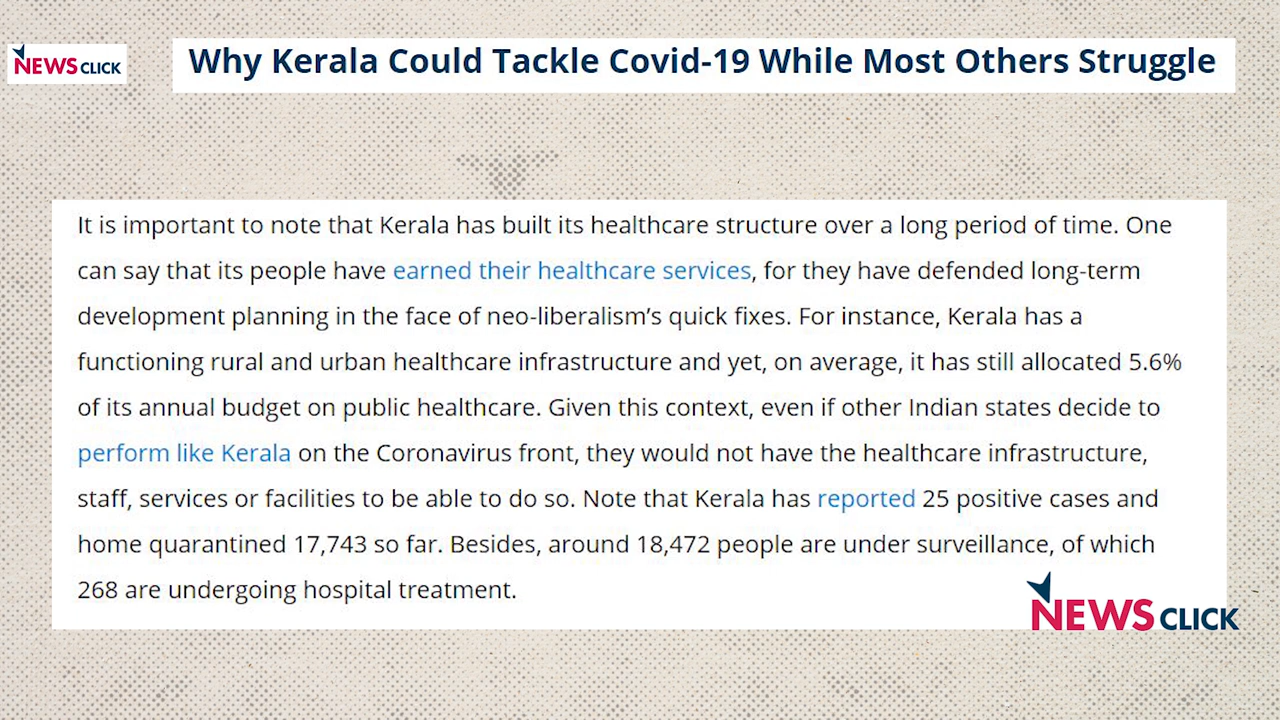 NEWS CLICK
Why Kerala Could Tackle Covid-19 While Most Others Struggle
It is important to note that Kerala has built its healthcare structure over a long period of time. One
can say that its people have earned their healthcare services, for they have defended long-term
development planning in the face of neo-liberalism's quick fixes. For instance, Kerala has a
functioning rural and urban healthcare infrastructure and yet, on average, it has still allocated 5.6%
of its annual budget on public healthcare. Given this context, even if other Indian states decide to
perform like Kerala on the Coronavirus front, they would not have the healthcare infrastructure,
staff, services or facilities to be able to do so. Note that Kerala has reported 25 positive cases and
home quarantined 17,743 so far. Besides, around 18,472 people are under surveillance, of which
268 are undergoing hospital treatment.
NEWS CLICK